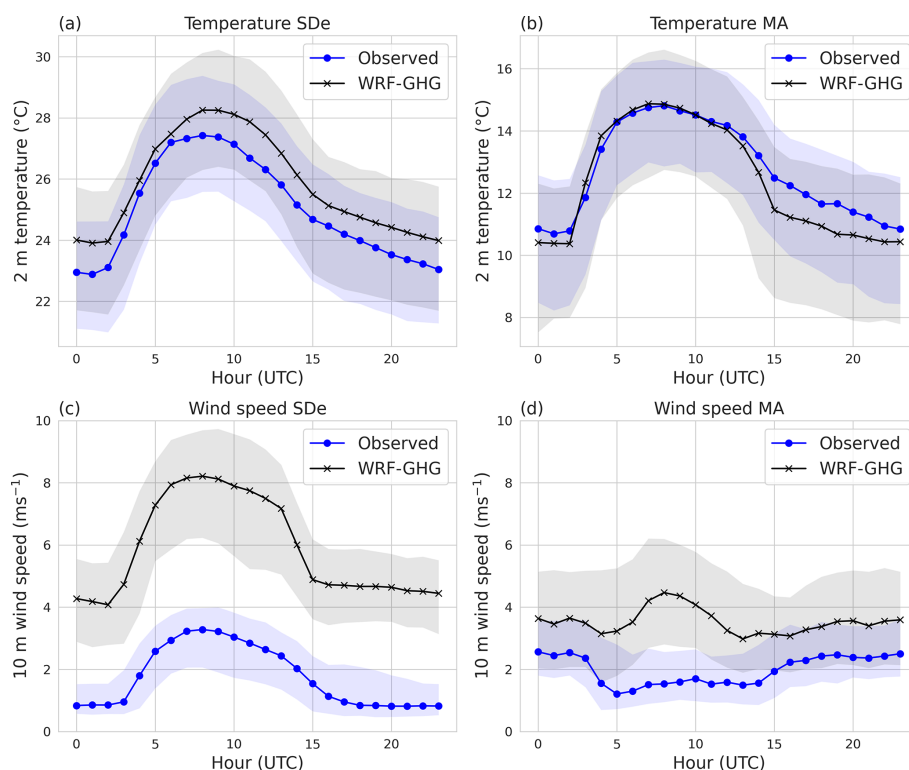 (a) Temperature SDe
30
28
26
24
22
2 m temperature (°C)
Observed
WRF-GHG
0 5 10 15 20
Hour (UTC)
(b) Temperature MA
16
14
12
10
8
2 m temperature (°C)
Observed
WRF-GHG
0 5 10 15 20
Hour (UTC)
(c) Wind speed SDe
10
8
6
4
2
0
10 m wind speed (ms⁻¹)
Observed
WRF-GHG
0 5 10 15 20
Hour (UTC)
(d) Wind speed MA
10
8
6
4
2
0
10 m wind speed (ms⁻¹)
Observed
WRF-GHG
0 5 10 15 20
Hour (UTC)